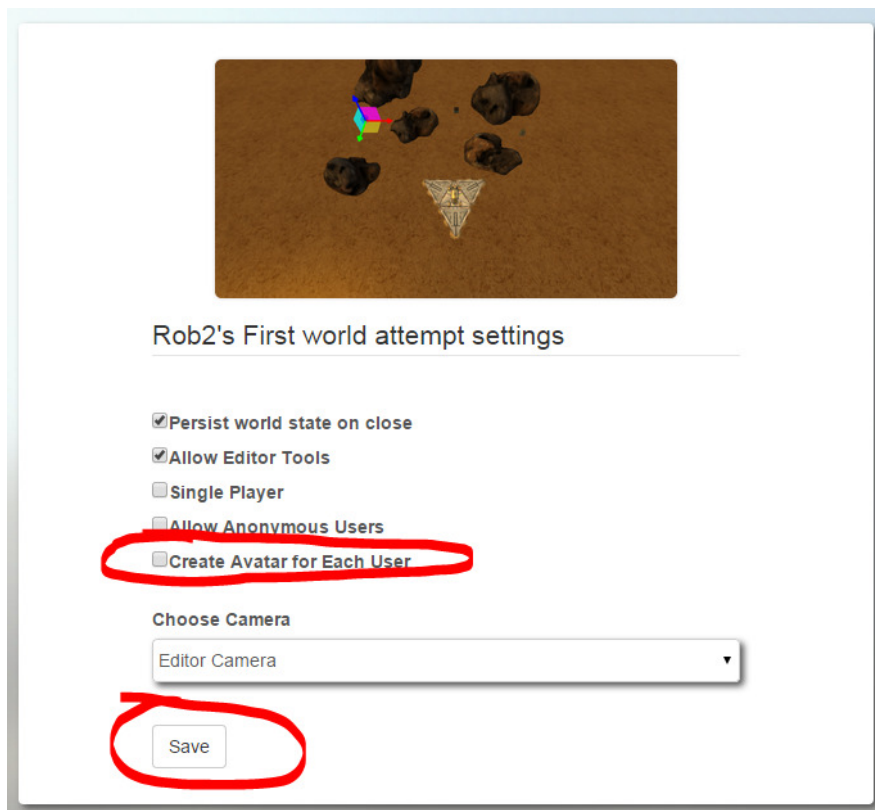 Rob2's First world attempt settings
Persist world state on close
Allow Editor Tools
Single Player
Allow Anonymous Users
Create Avatar for Each User
Choose Camera
Editor Camera
Save